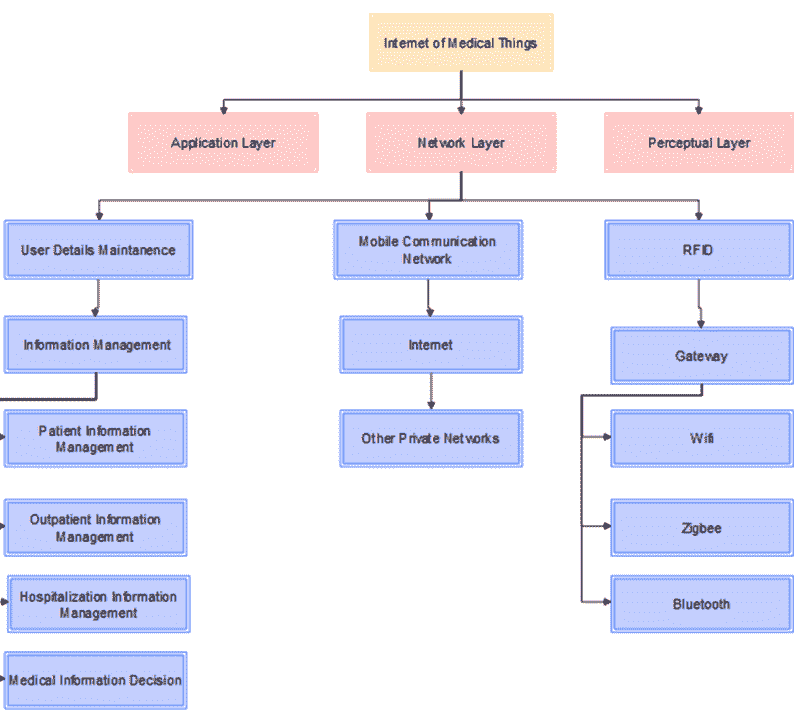 Internet of Medical Things
Application Layer
Network Layer
Perceptual Layer
User Details Maintanence
Mobile Communication
Network
RFID
Information Management
Internet
Gateway
Patient Information
Management
Other Private Networks
Wifi
Outpatient Information
Management
Zigbee
Hospitalization Information
Management
Bluetooth
Medical Information Decision